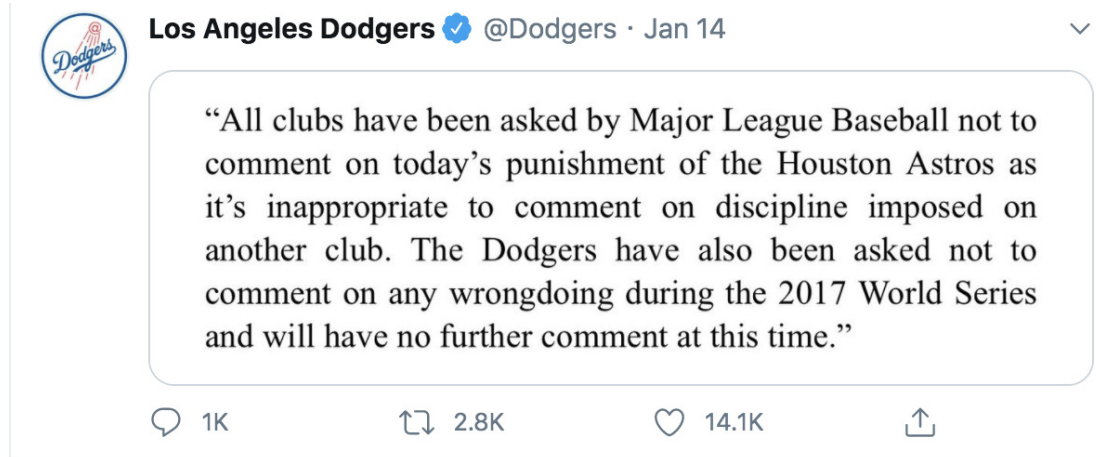 Dodgers
Los Angeles Dodgers @Dodgers · Jan 14
“All clubs have been asked by Major League Baseball not to
comment on today’s punishment of the Houston Astros as
it’s inappropriate to comment on discipline imposed on
another club. The Dodgers have also been asked not to
comment on any wrongdoing during the 2017 World Series
and will have no further comment at this time.”
1K 2.8K 14.1K